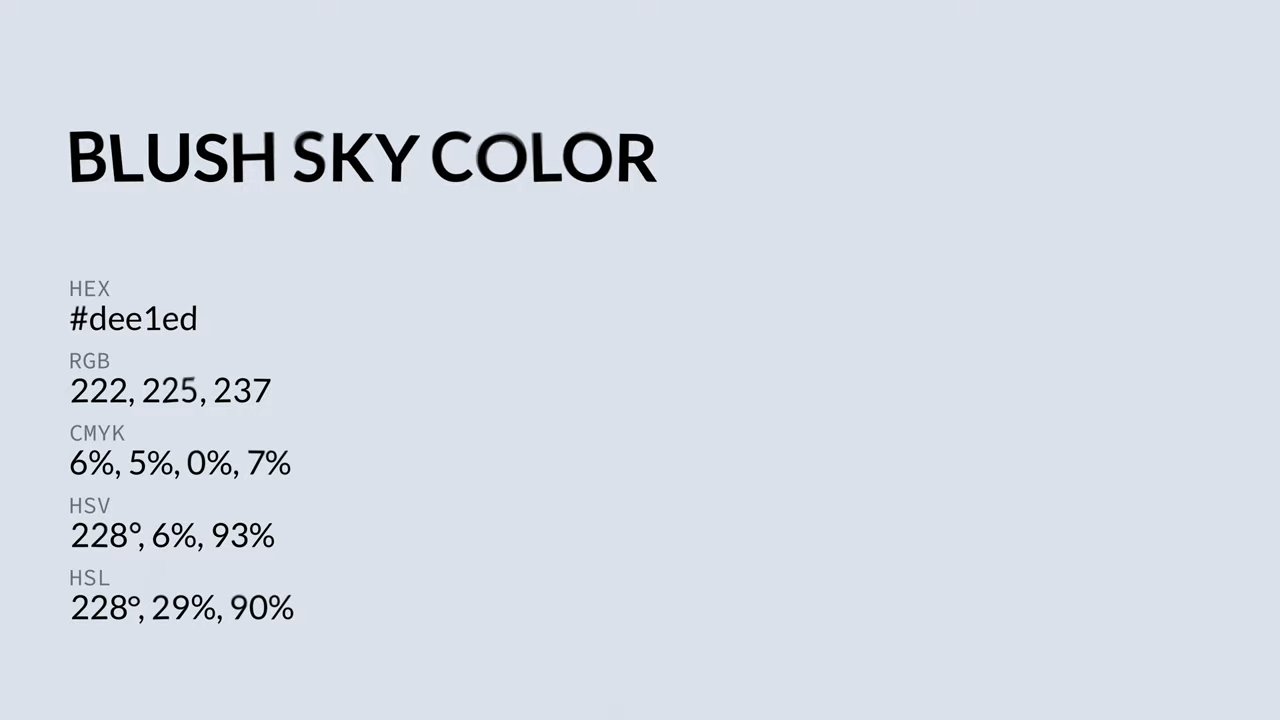 BLUSH SKY COLOR
HEX
#dee1ed
RGB
222, 225, 237
CMYK
6%, 5%, 0%, 7%
HSV
228°, 6%, 93%
HSL
228°, 29%, 90%